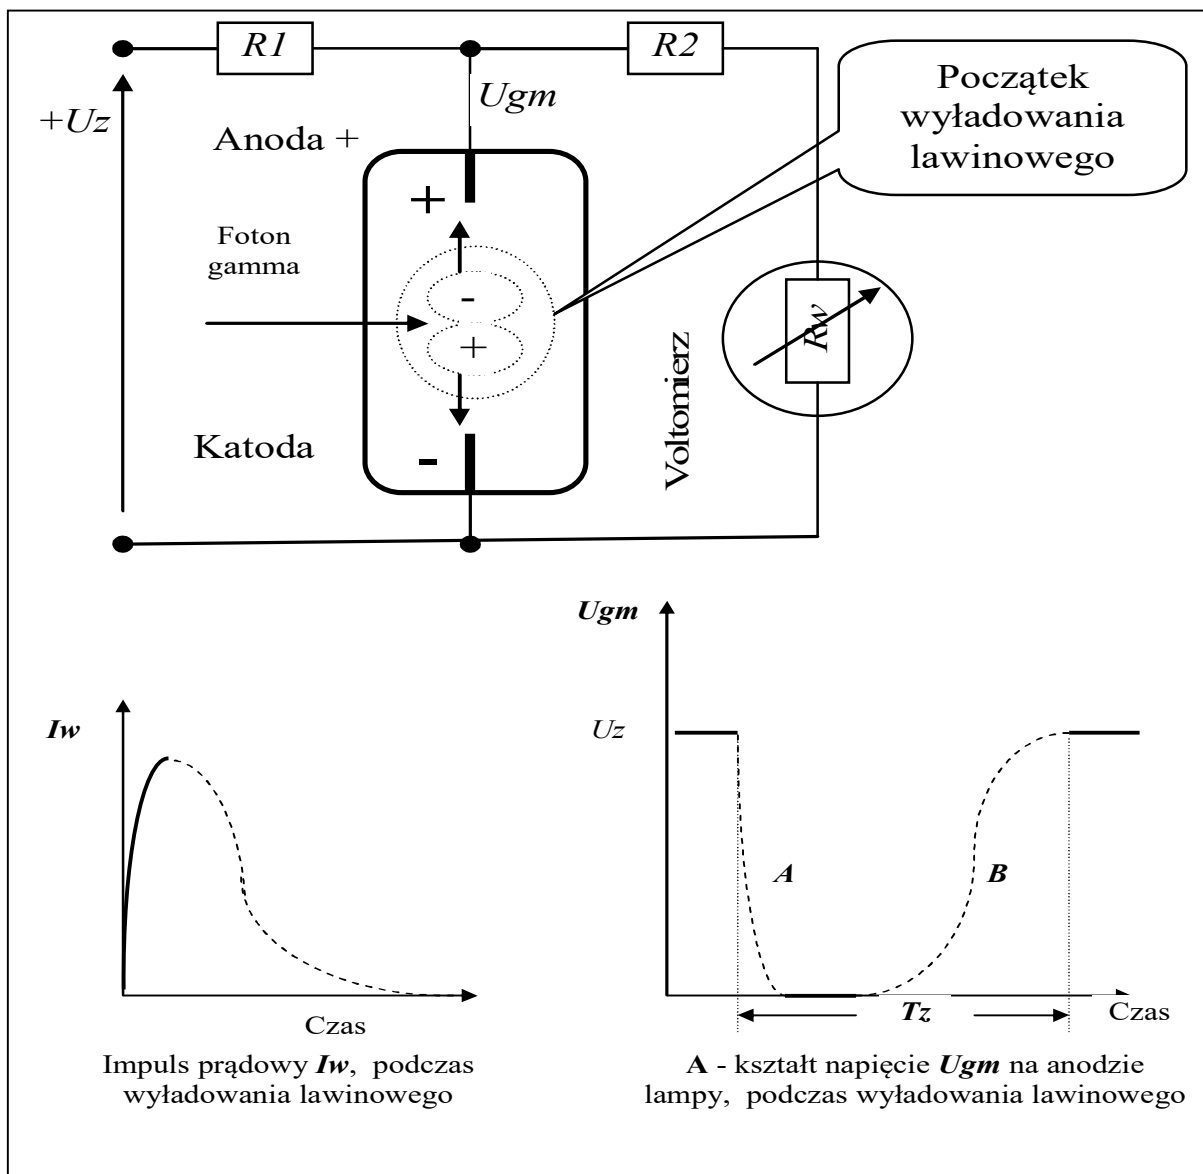 R1
R2
Początek
wyładowania
lawinowego
+Uz
Ugm
Anoda +
+
Foton
gamma
-
+
Rw
Voltomierz
Katoda
-
Ugm
Iw
Uz
A
B
Tz
Czas
Czas
Impuls prądowy Iw, podczas
wyładowania lawinowego
A - kształt napięcie Ugm na anodzie
lampy, podczas wyładowania lawinowego